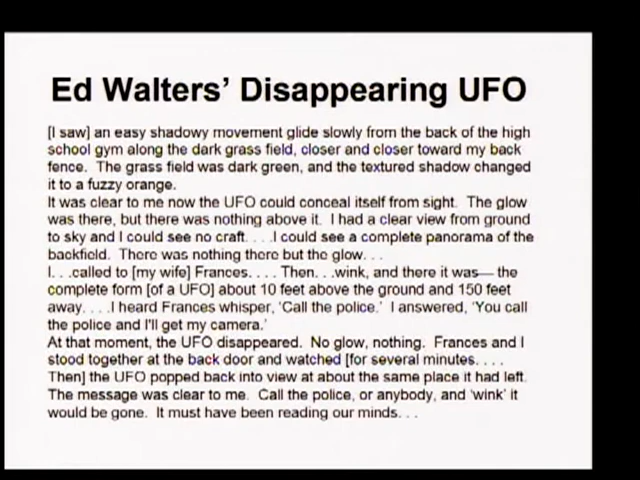 Ed Walters’ Disappearing UFO
[I saw] an easy shadowy movement glide slowly from the back of the high
school gym along the dark grass field, closer and closer toward my back
fence. The grass field was dark green, and the textured shadow changed
it to a fuzzy orange.
It was clear to me now the UFO could conceal itself from sight. The glow
was there, but there was nothing above it. I had a clear view from ground
to sky and I could see no craft. . . .I could see a complete panorama of the
backfield. There was nothing there but the glow. . .
I. . .called to [my wife] Frances. . . . Then. . .wink, and there it was— the
complete form [of a UFO] about 10 feet above the ground and 150 feet
away. . . .I heard Frances whisper, ‘Call the police.’ I answered, ‘You call
the police and I'll get my camera.’
At that moment, the UFO disappeared. No glow, nothing. Frances and I
stood together at the back door and watched [for several minutes. . . .
Then] the UFO popped back into view at about the same place it had left.
The message was clear to me. Call the police, or anybody, and ‘wink’ it
would be gone. It must have been reading our minds. . .